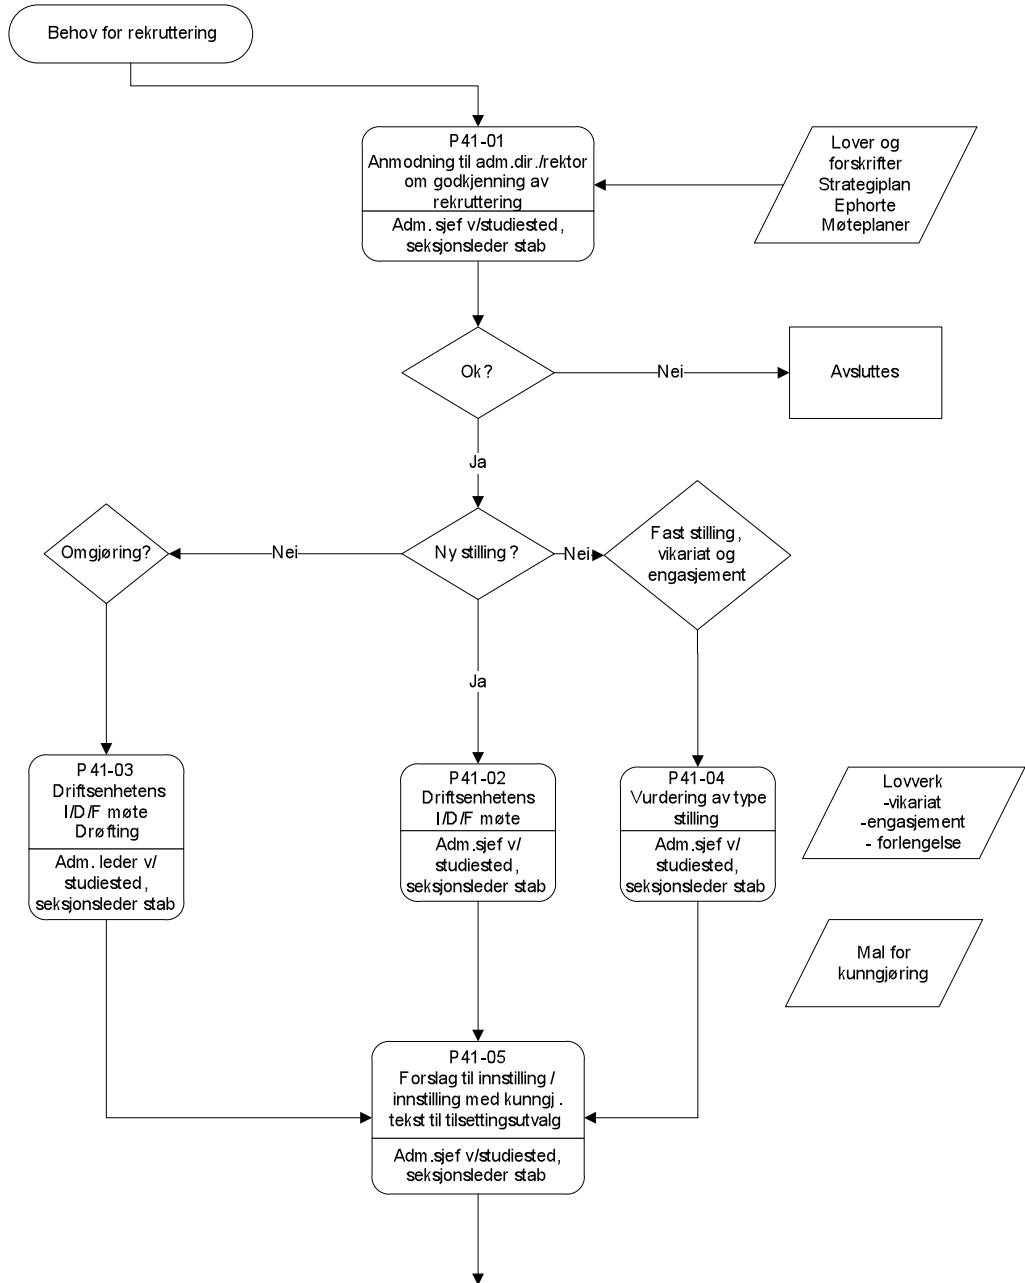 Behov for rekruttering
P41-01
Anmodning til adm.dir./rektor
om godkjenning av
rekruttering
Adm. sjef v/studiested,
seksjonsleder stab
Lover og
forskrifter
Strategiplan
Ephorte
Møteplaner
Ok?
Nei
Avsluttes
Ja
Omgjøring?
Nei
Ny stilling?
Nei
Fast stilling,
vikariat og
engasjement
Ja
P41-03
Driftsenhetens
I/D/F møte
Drøfting
Adm. leder v/
studiested,
seksjonsleder stab
P41-02
Driftsenhetens
I/D/F møte
Adm.sjef v/
studiested,
seksjonsleder stab
P41-04
Vurdering av type
stilling
Adm.sjef v/
studiested,
seksjonsleder stab
Lovverk
-vikariat
-engasjement
- forlengelse
Mal for
kunngjøring
P41-05
Forslag til innstilling /
innstilling med kunngj.
tekst til tilsettingsutvalg
Adm.sjef v/studiested,
seksjonsleder stab